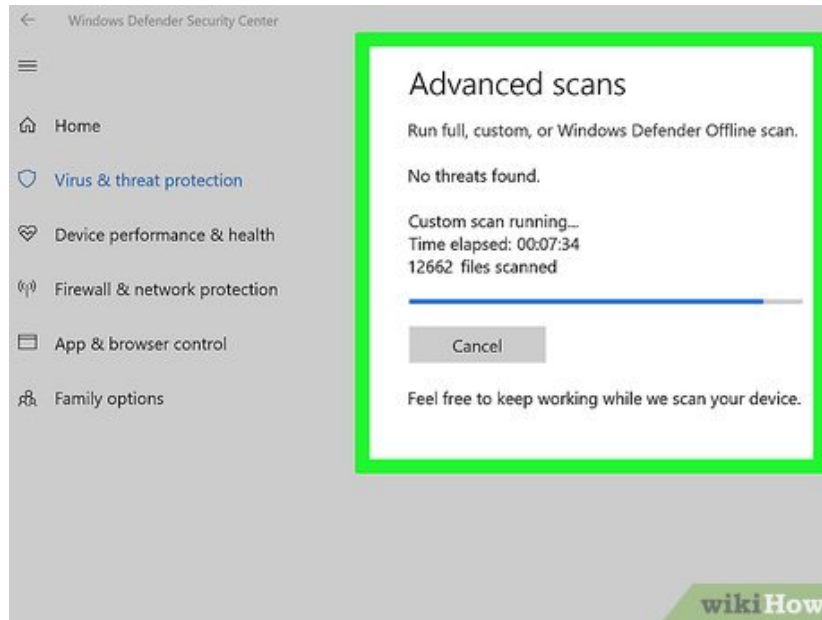 Windows Defender Security Center
Home
Virus & threat protection
Device performance & health
Firewall & network protection
App & browser control
Family options
Advanced scans
Run full, custom, or Windows Defender Offline scan.
No threats found.
Custom scan running...
Time elapsed: 00:07:34
12662 files scanned
Cancel
Feel free to keep working while we scan your device.
wikiHow